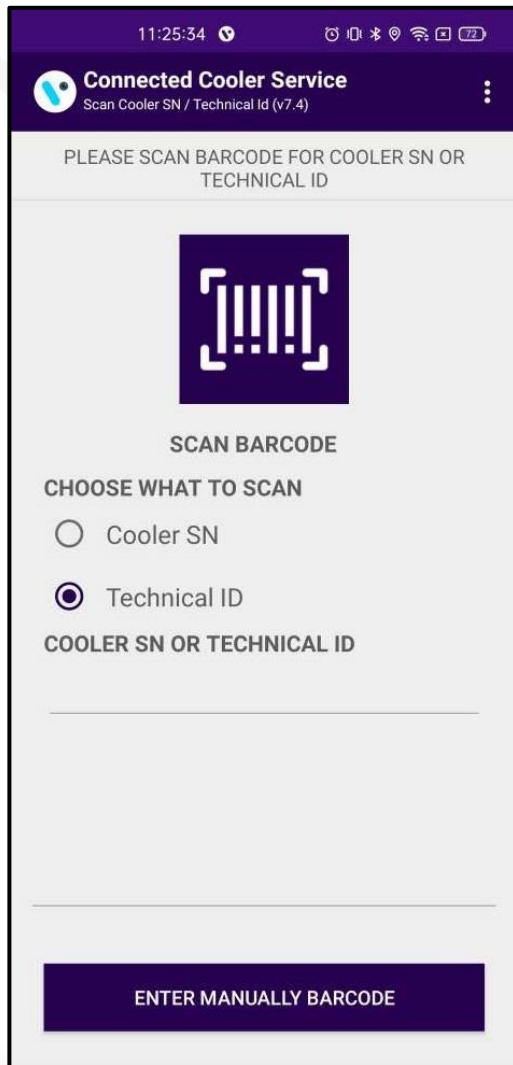 11:25:34
72
Connected Cooler Service
Scan Cooler SN / Technical Id (v7.4)
PLEASE SCAN BARCODE FOR COOLER SN OR
TECHNICAL ID
SCAN BARCODE
CHOOSE WHAT TO SCAN
Cooler SN
Technical ID
COOLER SN OR TECHNICAL ID
ENTER MANUALLY BARCODE